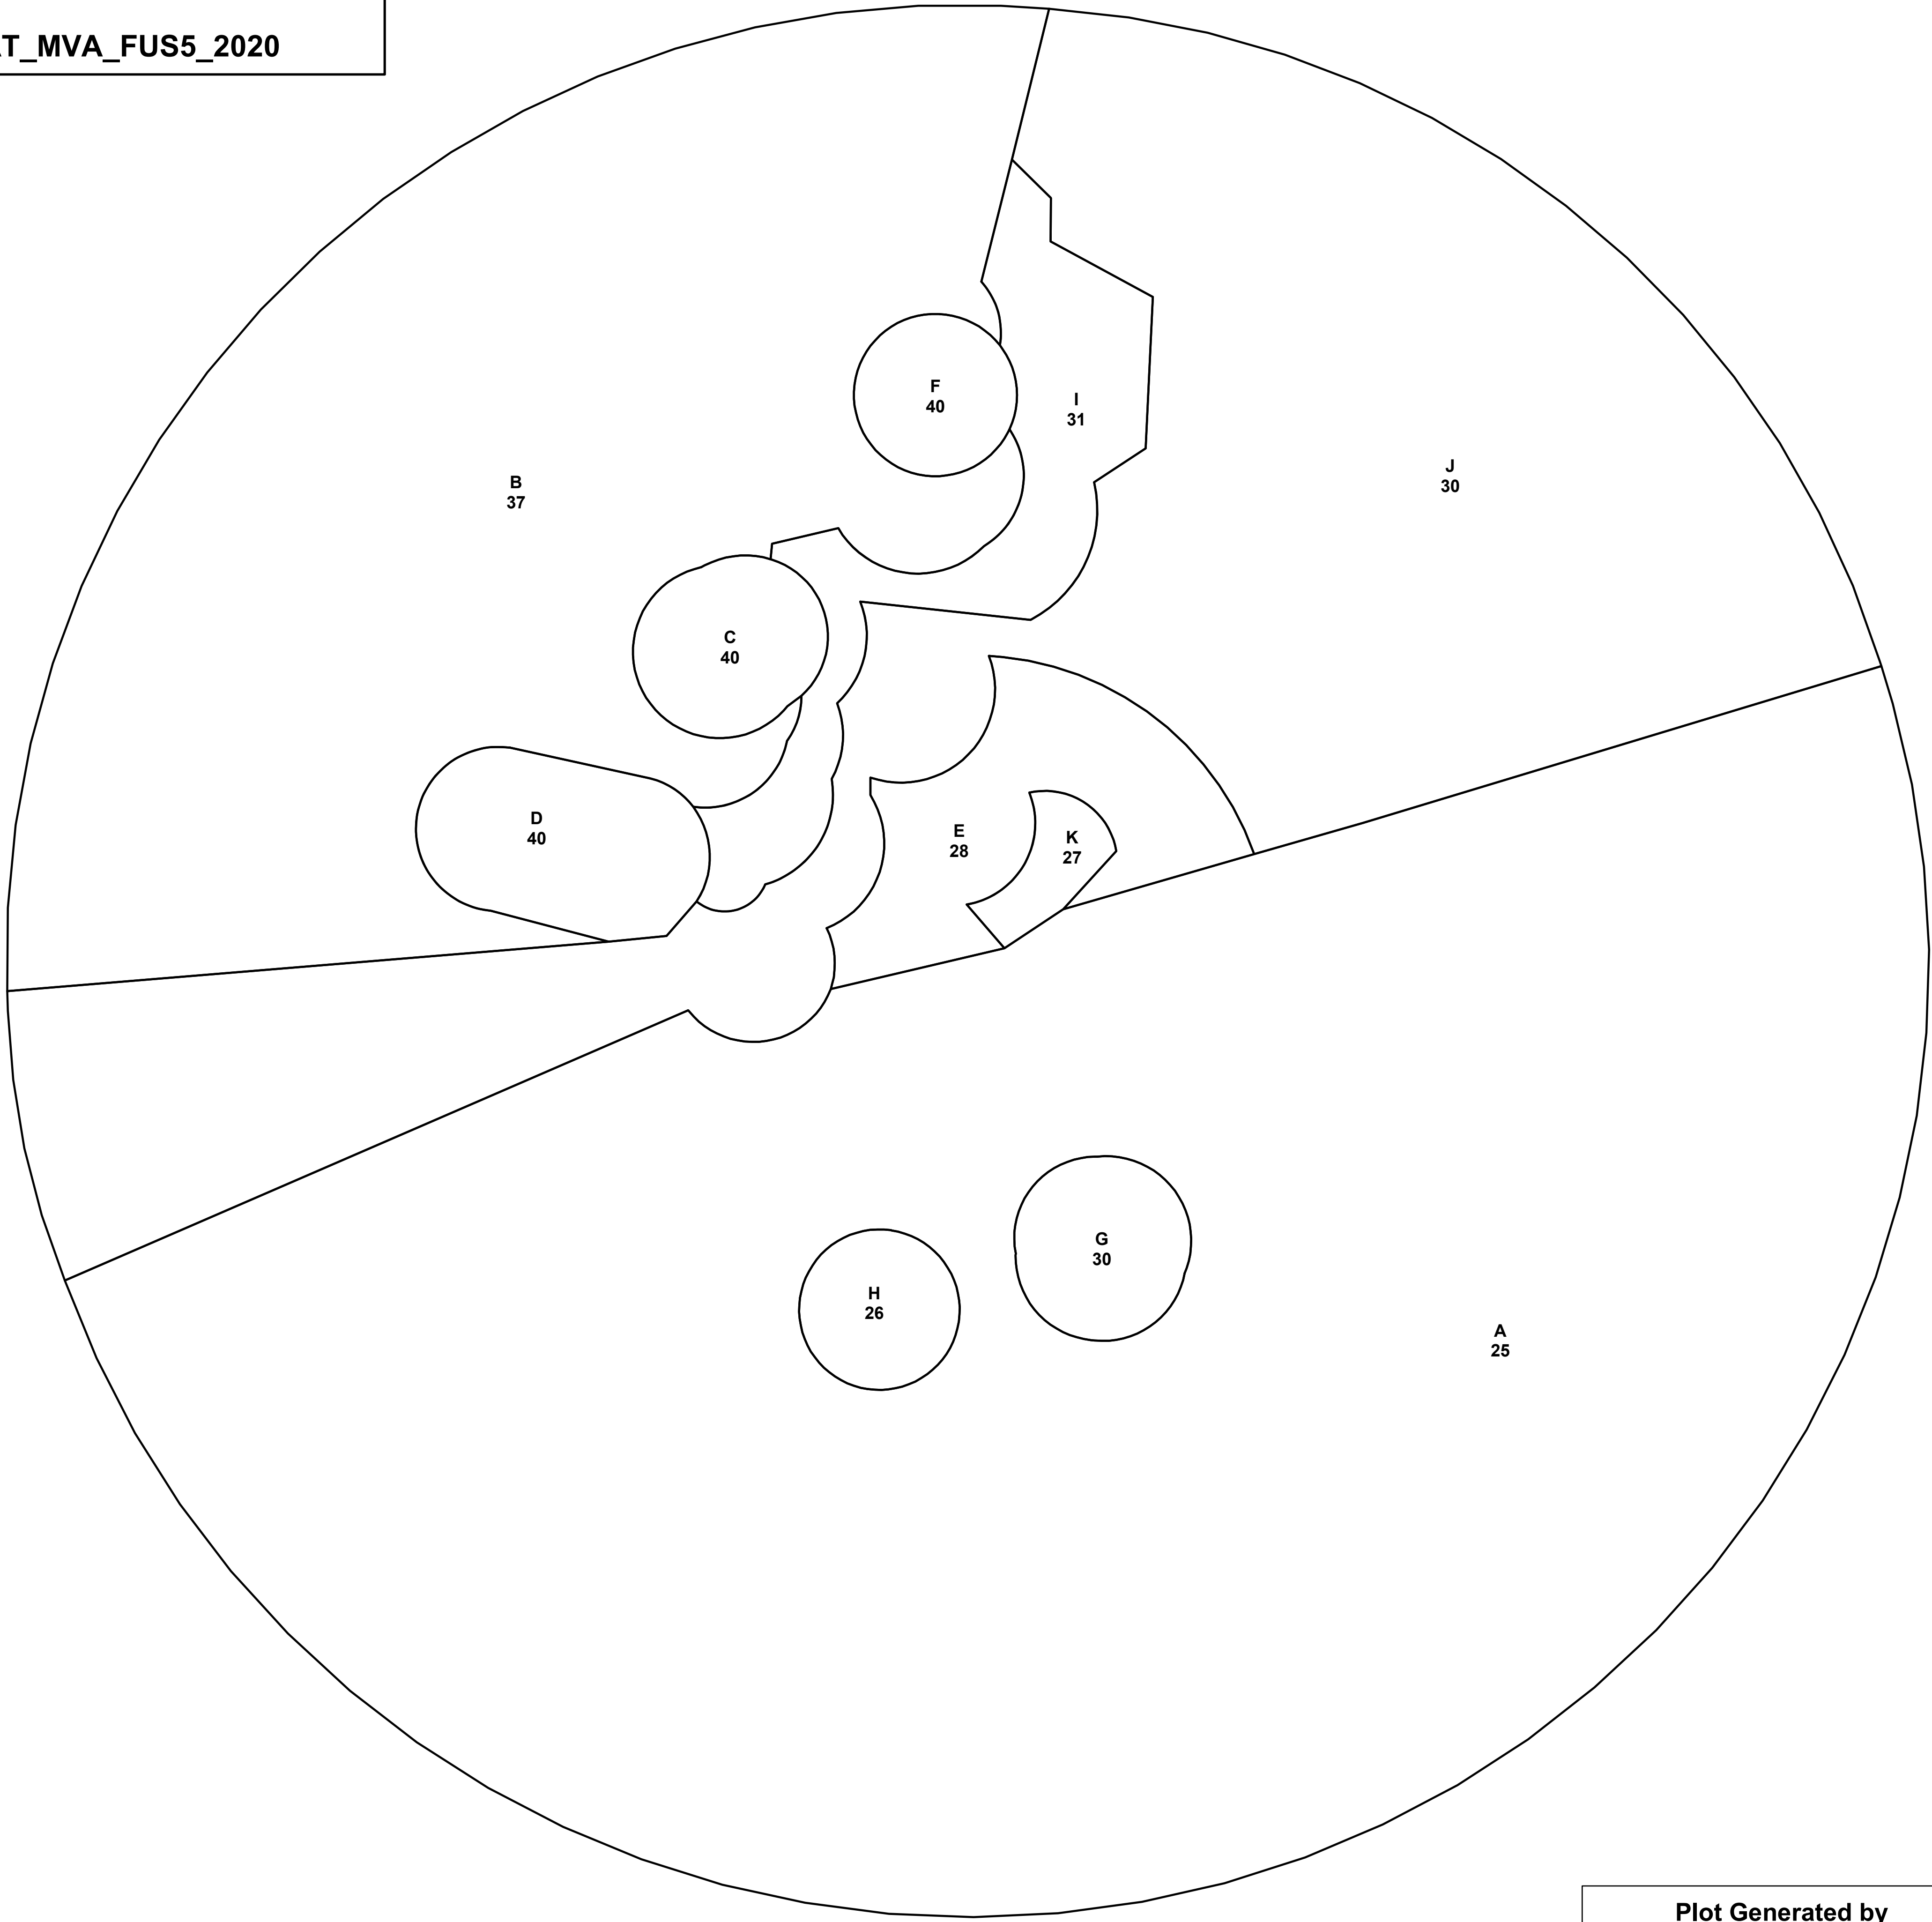 T_MVA_FUS5_2020
F
40
I
31
J
30
B
37
C
40
D
40
E
28
K
27
G
30
H
26
A
25
Plot Generated by